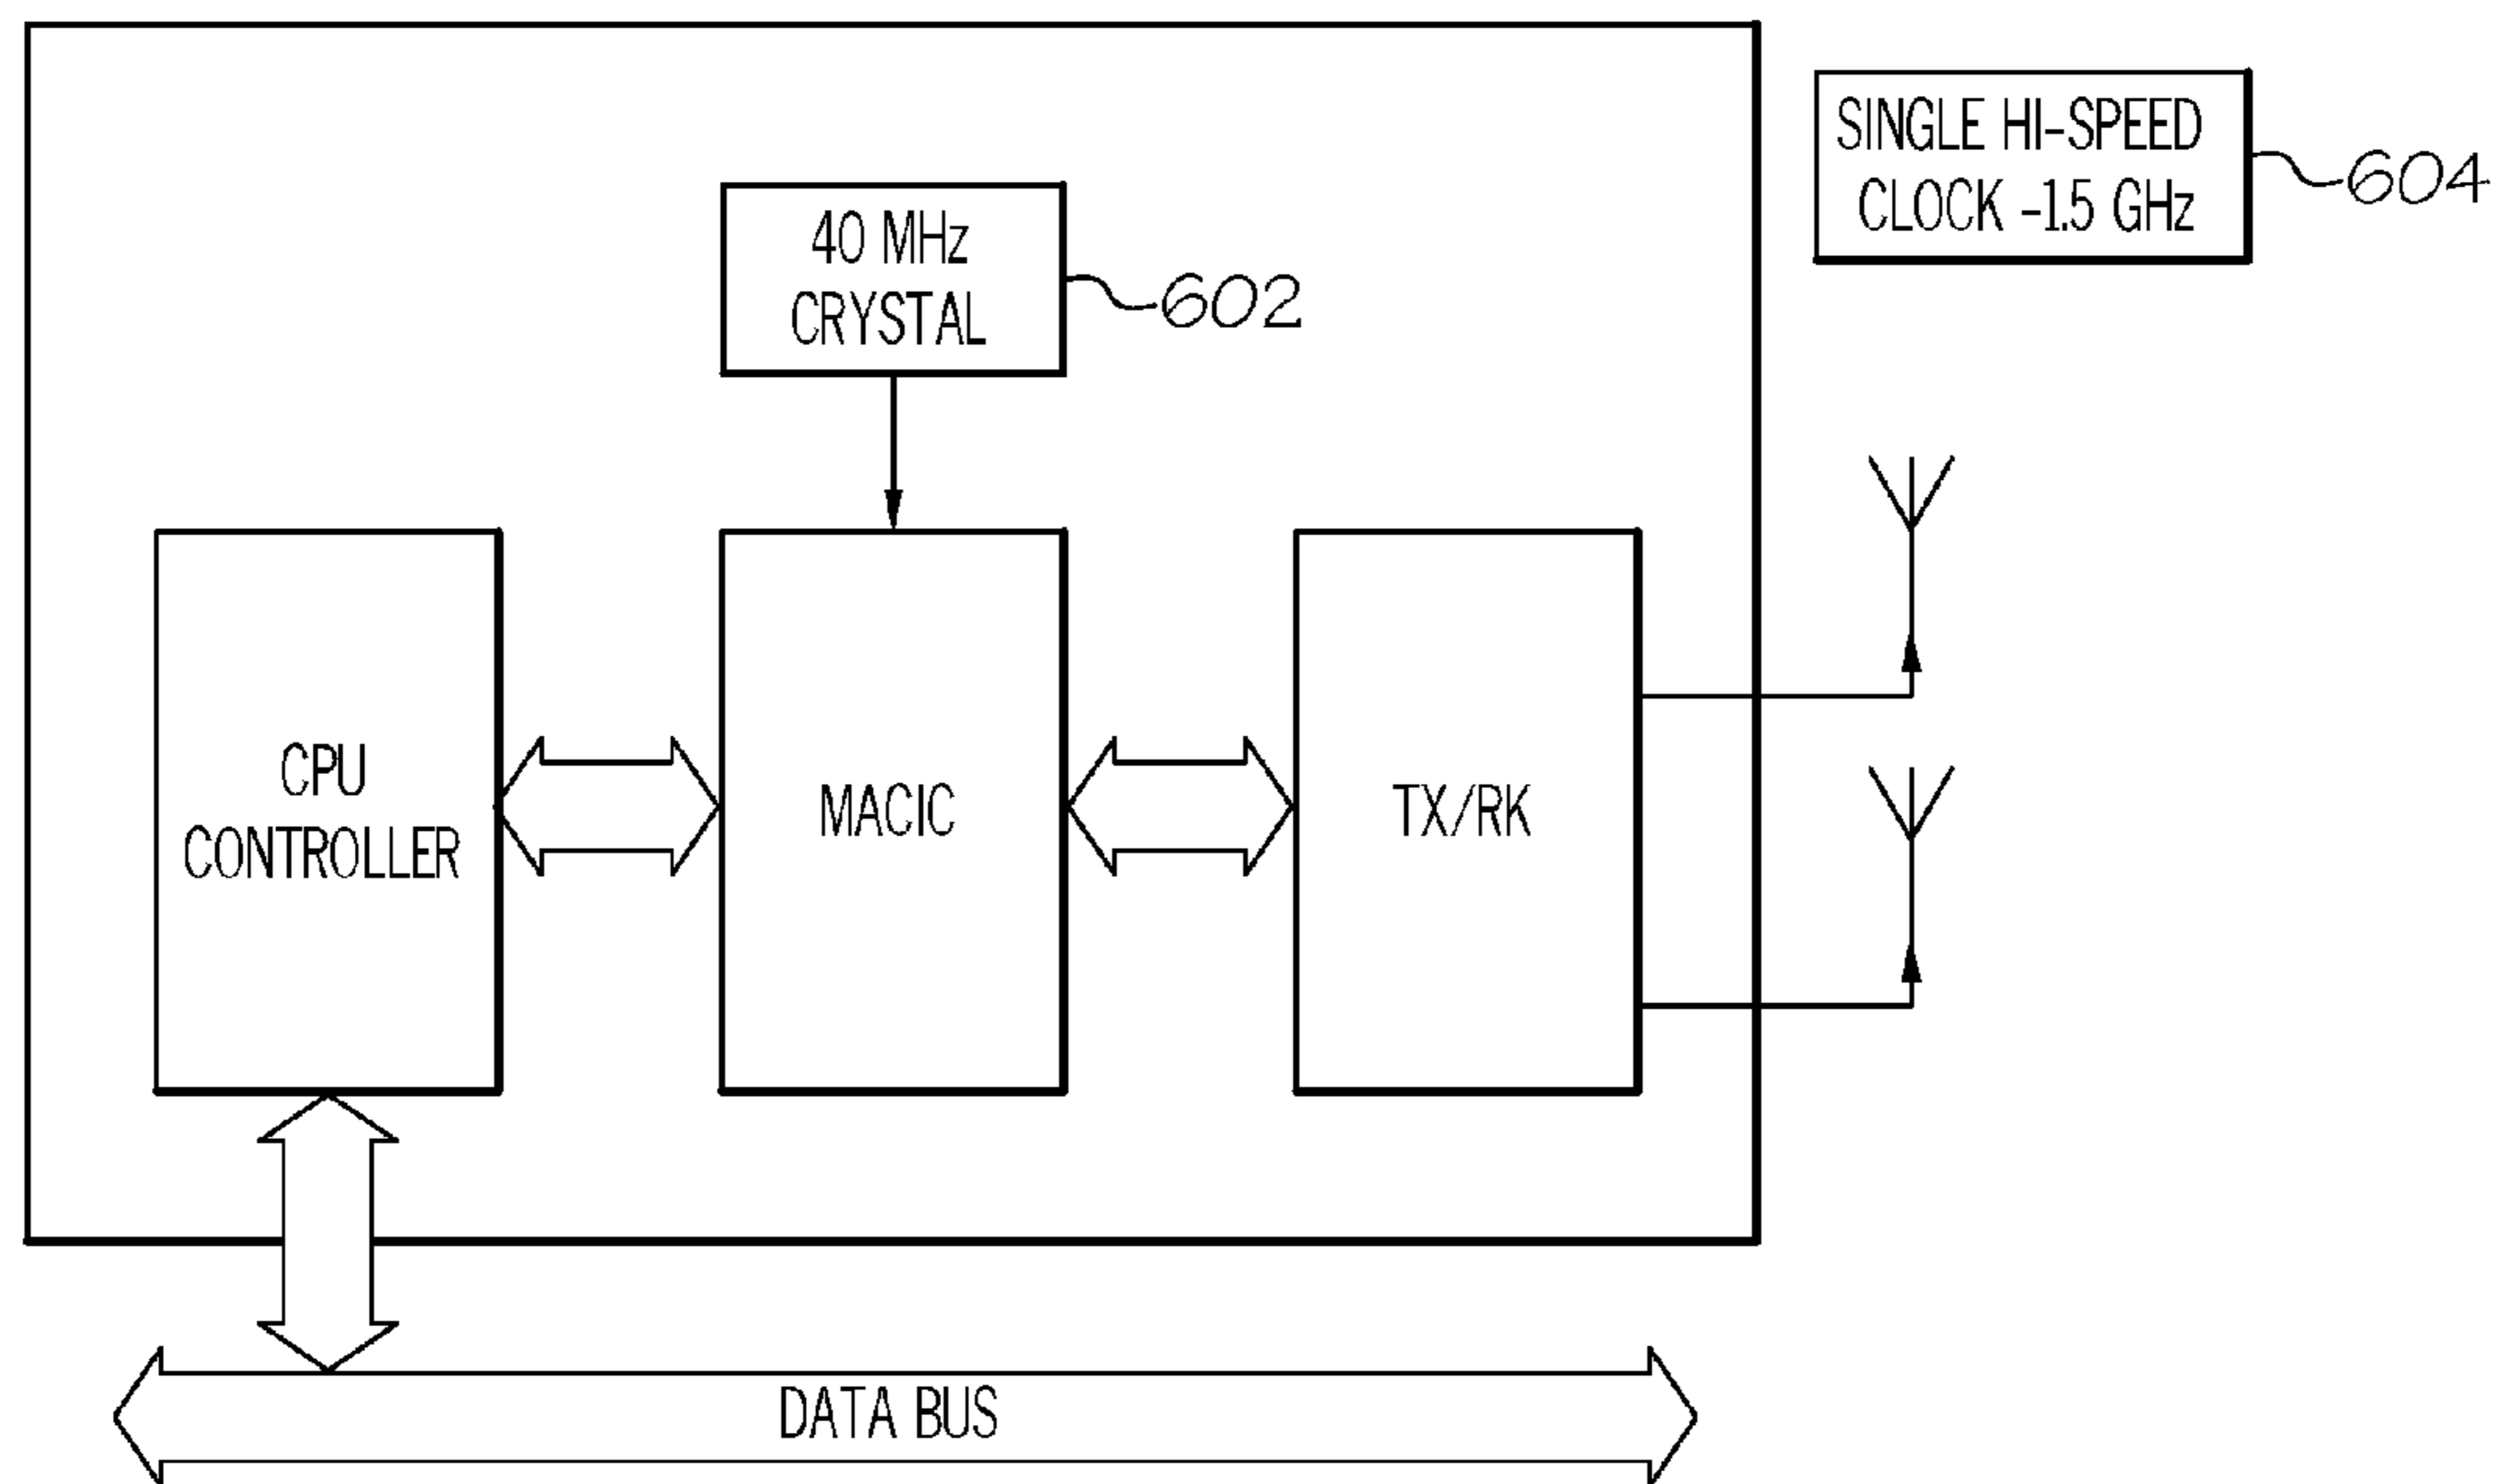 SINGLE HI-SPEED
CLOCK -1.5 GHz
604
40 MHz
CRYSTAL
602
CPU
CONTROLLER
MACIC
TX/RK
DATA BUS